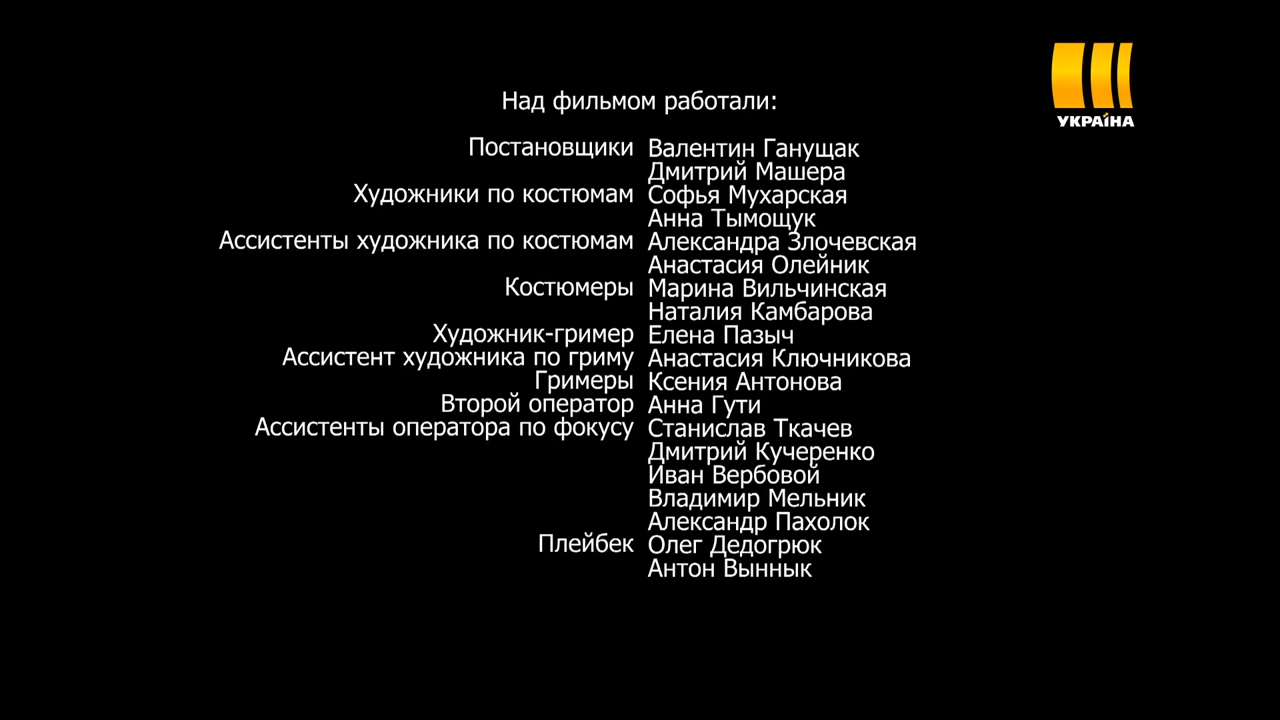 УКРАЇНА
Над фильмом работали:
Постановщики Валентин Ганущак
Дмитрий Машера
Художники по костюмам Софья Мухарская
Анна Тымощук
Ассистенты художника по костюмам Александра Злочевская
Анастасия Олейник
Костюмеры Марина Вильчинская
Наталия Камбарова
Художник-гример Елена Пазыч
Ассистент художника по гриму Анастасия Ключникова
Гримеры Ксения Антонова
Второй оператор Анна Гути
Ассистенты оператора по фокусу Станислав Ткачев
Дмитрий Кучеренко
Иван Вербовой
Владимир Мельник
Александр Пахолок
Плейбек Олег Дедогрюк
Антон Выннык